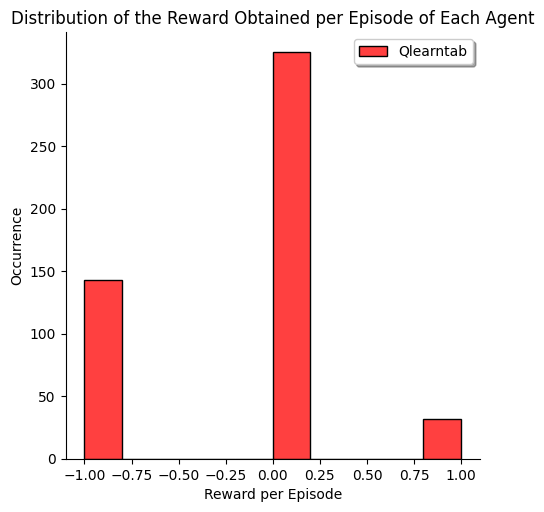 Distribution of the Reward Obtained per Episode of Each Agent
Qlearntab
300
250
200
150
100
50
0
Occurrence
−1.00 −0.75 −0.50 −0.25 0.00 0.25 0.50 0.75 1.00
Reward per Episode